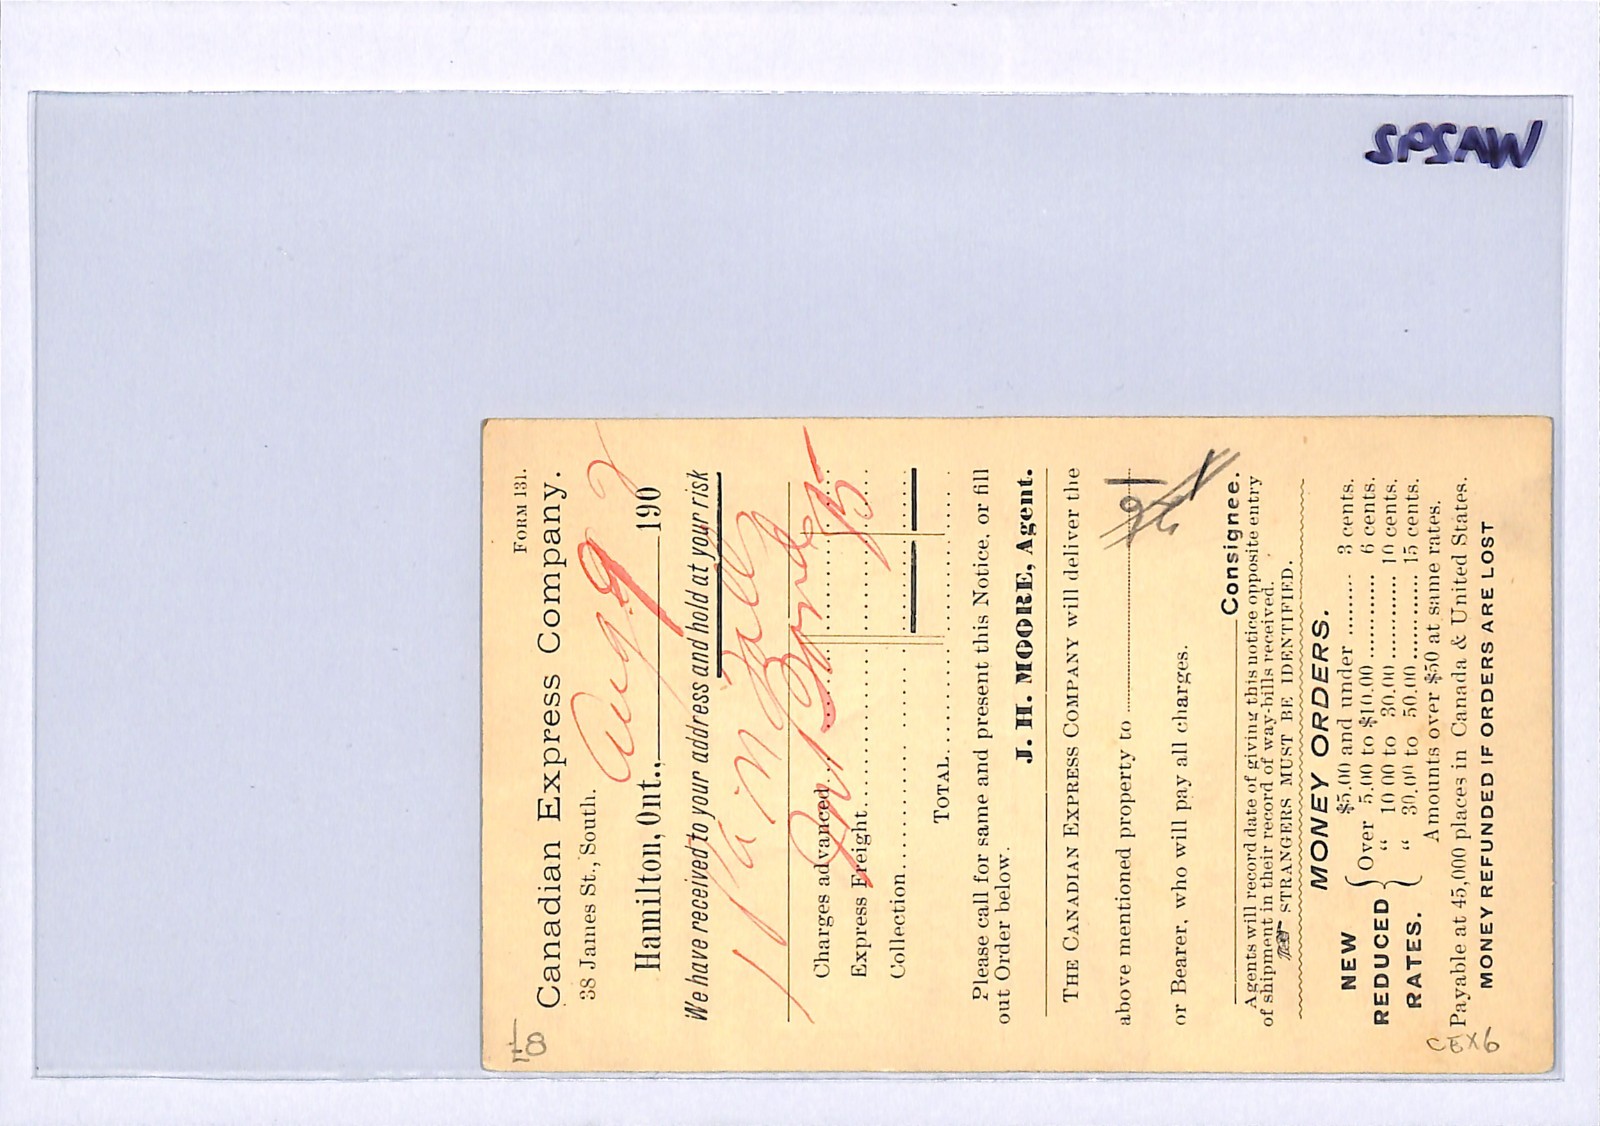 SPSAW
FORM 131.
Canadian Express Company.
38 James St., South.
Hamilton, Ont., Aug 9 190 2
We have received to your address and hold at your risk
1
Charges advanced
Express Freight
Collection
TOTAL
Please call for same and present this Notice, or fill
out Order below.
J. H. MOORE, Agent.
THE CANADIAN EXPRESS COMPANY will deliver the
above mentioned property to
or Bearer, who will pay all charges.
Consignee.
Agents will record date of giving this notice opposite entry
of shipment in their record of way-bills received.
STRANGERS MUST BE IDENTIFIED.
MONEY ORDERS.
NEW REDUCED RATES.
$5.00 and under 3 cents.
Over 5.00 to $10.00 6 cents.
" 10.00 to 30.00 10 cents.
" 30.00 to 50.00 15 cents.
Amounts over $50 at same rates.
Payable at 45,000 places in Canada & United States.
MONEY REFUNDED IF ORDERS ARE LOST
CEX6